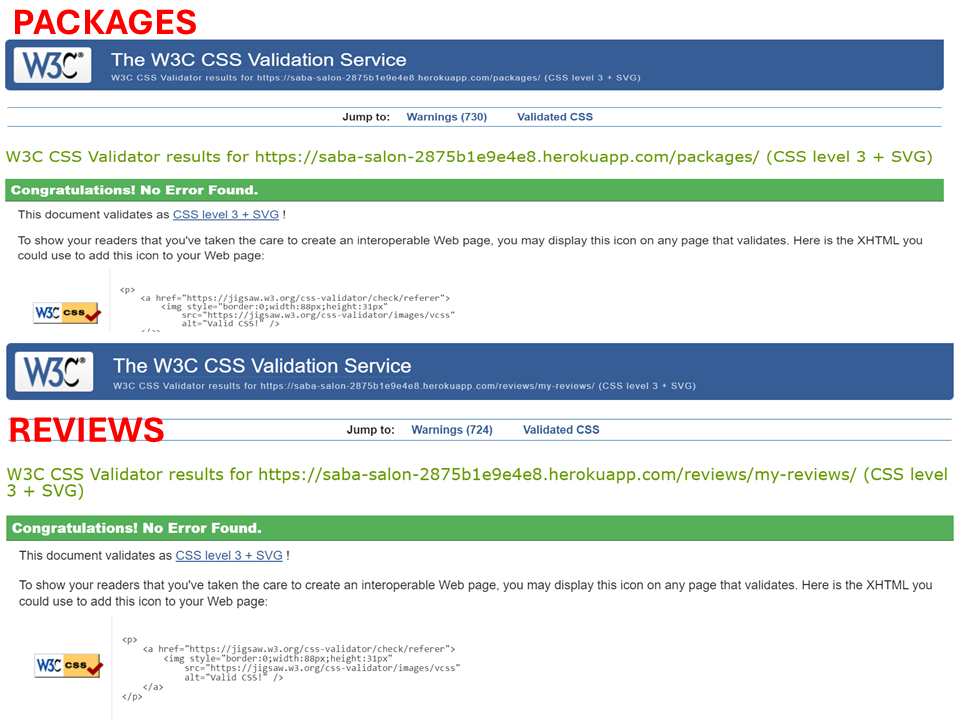 PACKAGES
W3C® The W3C CSS Validation Service
W3C CSS Validator results for https://saba-salon-2875b1e9e4e8.herokuapp.com/packages/ (CSS level 3 + SVG)
Jump to: Warnings (730) Validated CSS
W3C CSS Validator results for https://saba-salon-2875b1e9e4e8.herokuapp.com/packages/ (CSS level 3 + SVG)
Congratulations! No Error Found.
This document validates as CSS level 3 + SVG !
To show your readers that you've taken the care to create an interoperable Web page, you may display this icon on any page that validates. Here is the XHTML you
could use to add this icon to your Web page:
W3C css
<p>
<a href="https://jigsaw.w3.org/css-validator/check/referer">
<img style="border:0;width:88px;height:31px"
src="https://jigsaw.w3.org/css-validator/images/vcss"
alt="Valid CSS!" />
</a>
W3C® The W3C CSS Validation Service
W3C CSS Validator results for https://saba-salon-2875b1e9e4e8.herokuapp.com/reviews/my-reviews/ (CSS level 3 + SVG)
REVIEWS
Jump to: Warnings (724) Validated CSS
W3C CSS Validator results for https://saba-salon-2875b1e9e4e8.herokuapp.com/reviews/my-reviews/ (CSS level
3 + SVG)
Congratulations! No Error Found.
This document validates as CSS level 3 + SVG !
To show your readers that you've taken the care to create an interoperable Web page, you may display this icon on any page that validates. Here is the XHTML you
could use to add this icon to your Web page:
W3C css
<p>
<a href="https://jigsaw.w3.org/css-validator/check/referer">
<img style="border:0;width:88px;height:31px"
src="https://jigsaw.w3.org/css-validator/images/vcss"
alt="Valid CSS!" />
</a>
</p>